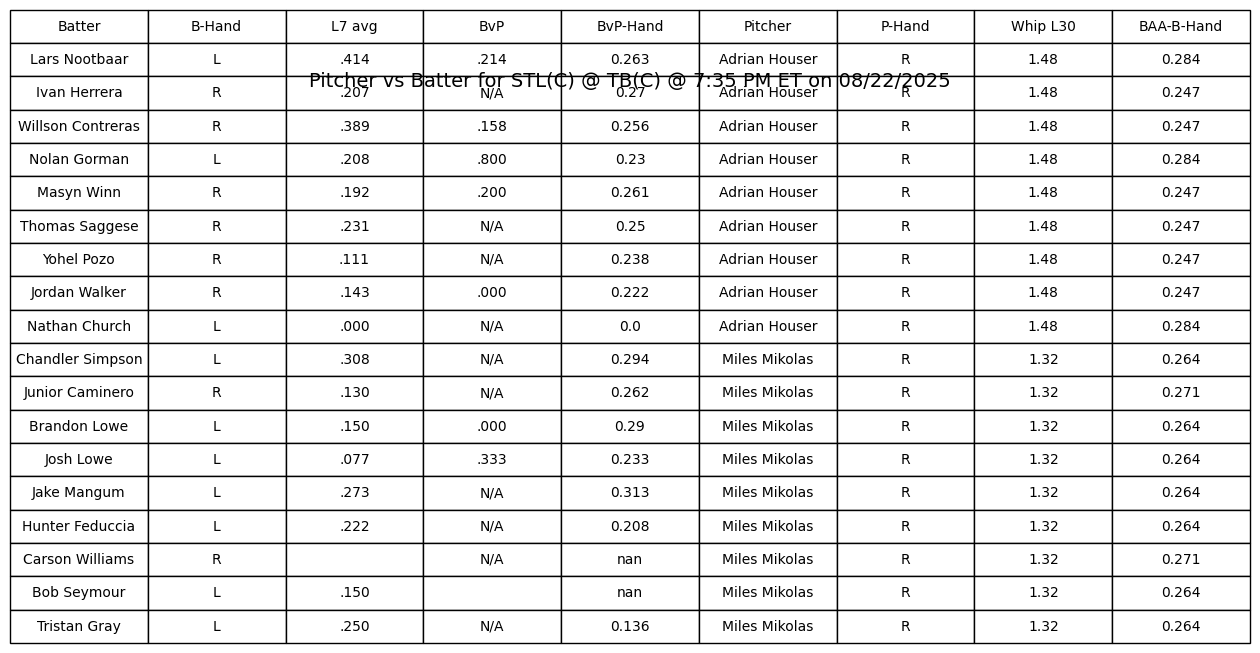 Batter B-Hand L7 avg BvP BvP-Hand Pitcher P-Hand Whip L30 BAA-B-Hand
Lars Nootbaar L .414 .214 0.263 Adrian Houser R 1.48 0.284
Pitcher vs Batter for STL(C) @ TB(C) @ 7:35 PM ET on 08/22/2025
Ivan Herrera R .207 N/A 0.27 Adrian Houser R 1.48 0.247
Willson Contreras R .389 .158 0.256 Adrian Houser R 1.48 0.247
Nolan Gorman L .208 .800 0.23 Adrian Houser R 1.48 0.284
Masyn Winn R .192 .200 0.261 Adrian Houser R 1.48 0.247
Thomas Saggese R .231 N/A 0.25 Adrian Houser R 1.48 0.247
Yohel Pozo R .111 N/A 0.238 Adrian Houser R 1.48 0.247
Jordan Walker R .143 .000 0.222 Adrian Houser R 1.48 0.247
Nathan Church L .000 N/A 0.0 Adrian Houser R 1.48 0.284
Chandler Simpson L .308 N/A 0.294 Miles Mikolas R 1.32 0.264
Junior Caminero R .130 N/A 0.262 Miles Mikolas R 1.32 0.271
Brandon Lowe L .150 .000 0.29 Miles Mikolas R 1.32 0.264
Josh Lowe L .077 .333 0.233 Miles Mikolas R 1.32 0.264
Jake Mangum L .273 N/A 0.313 Miles Mikolas R 1.32 0.264
Hunter Feduccia L .222 N/A 0.208 Miles Mikolas R 1.32 0.264
Carson Williams R N/A nan Miles Mikolas R 1.32 0.271
Bob Seymour L .150 nan Miles Mikolas R 1.32 0.264
Tristan Gray L .250 N/A 0.136 Miles Mikolas R 1.32 0.264